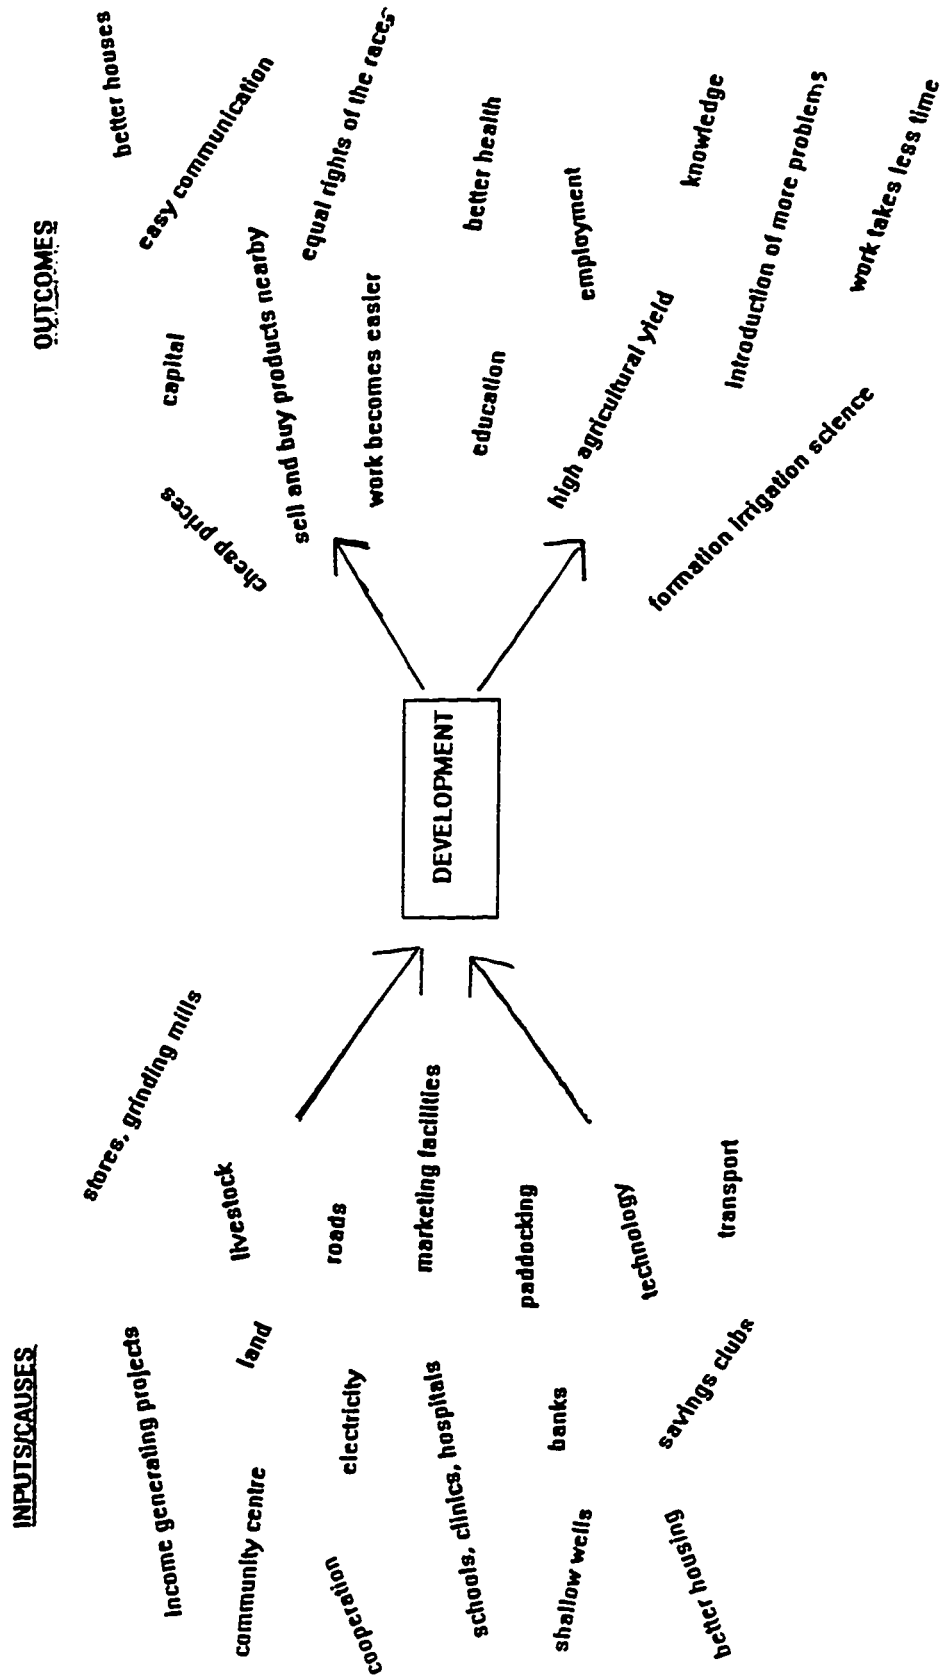 INPUTS/CAUSES
Income generating projects
stores, grinding mills
community centre
land
livestock
cooperation
electricity
roads
schools, clinics, hospitals
marketing facilities
shallow wells
banks
paddocking
better housing
savings clubs
technology
transport
DEVELOPMENT
OUTCOMES
better houses
easy communication
capital
cheap prices
sell and buy products nearby
equal rights of the races
work becomes easier
better health
education
employment
high agricultural yield
knowledge
Introduction of more problems
formation irrigation science
work takes less time